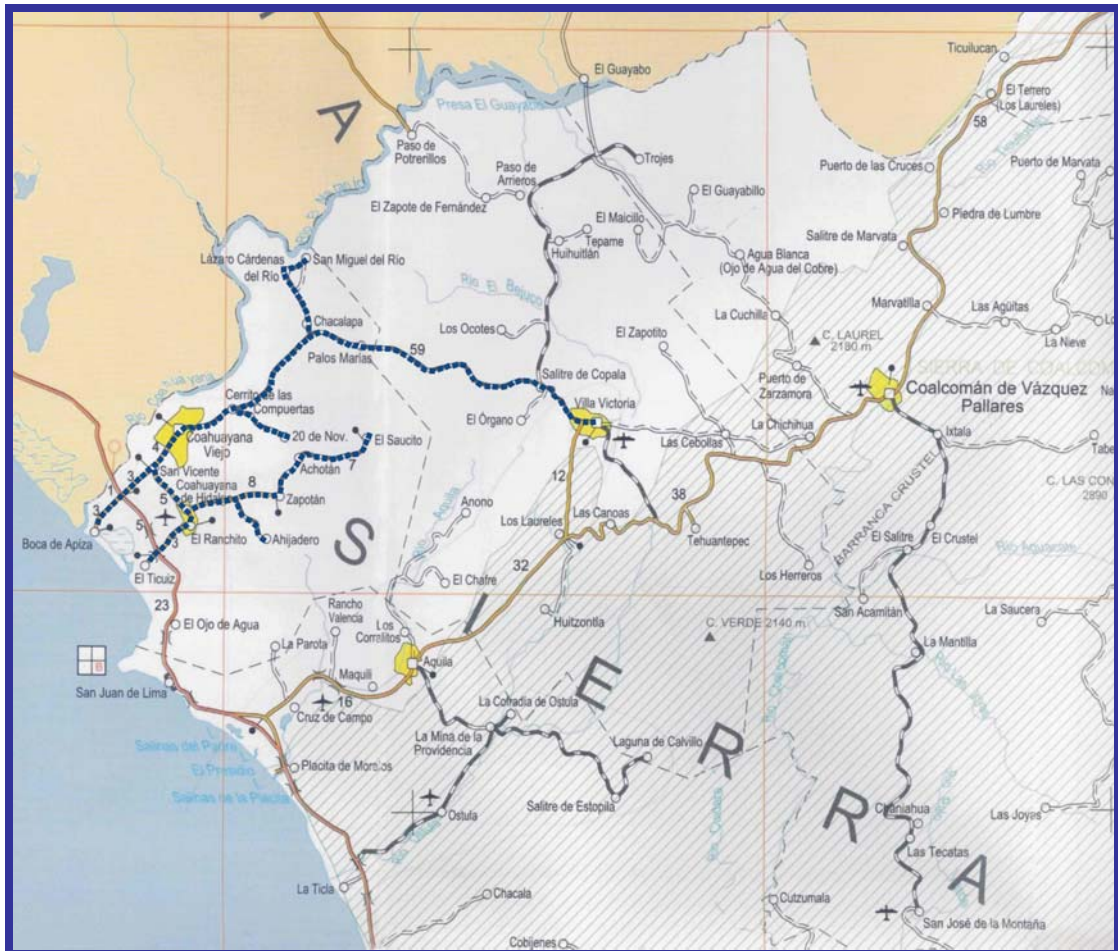 Ticuilucan
El Guayabo
El Terrero
(Los Laureles)
58
Presa El Guayabo
A
Paso de
Potrerillos
Trojes
Puerto de las Cruces
Puerto de Marvata
Paso de
Arrieros
El Guayabillo
El Zapote de Fernández
Piedra de Lumbre
El Maicillo
Tepame
Huihuitlán
Salitre de Marvata
Lázaro Cárdenas
del Río
San Miguel del Río
Agua Blanca
(Ojo de Agua del Cobre)
Marvatilla
Las Agüitas
Chacalapa
Los Ocotes
La Cuchilla
El Zapotito
C. LAUREL
2180 m
La Nieve
Palos Marías
59
Salitre de Copala
Puerto de
Zarzamora
Cerrito de las
Compuertas
Villa Victoria
Coalcomán de Vázquez
Pallares
El Órgano
20 de Nov.
El Saucito
La Chichihua
Las Cebollas
Ixtala
4
Coahuayana
Viejo
Achotán
7
San Vicente
3
Coahuayana
de Hidalgo
5
8
Zapotán
12
38
BARRANCA CRUSTEL
C. LAS CON
2890
1
3
Anono
Río Aquila
Los Laureles
Las Canoas
Tehuantepec
El Crustel
El Salitre
Boca de Apiza
5
El Ranchito
3
Ahijadero
S
El Ticuiz
1
32
El Chafre
Los Herreros
Río Aguacate
23
Rancho
Valencia
San Acamitán
La Saucera
El Ojo de Agua
Los
Corralitos
Huitzontla
C. VERDE 2140 m
I
La Parota
La Mantilla
6
Aquila
Maquilí
San Juan de Lima
16
Cruz de Campo
La Cofradía de Ostula
E
La Mina de la
Providencia
Laguna de Calvillo
R
Placita de Morelos
El Presidio
Salinas de la Placita
Salitre de Estopila
Ostula
R
Las Joyas
Las Tecatas
La Ticla
Chacala
A
Cutzumala
San José de la Montaña
Cobijenes